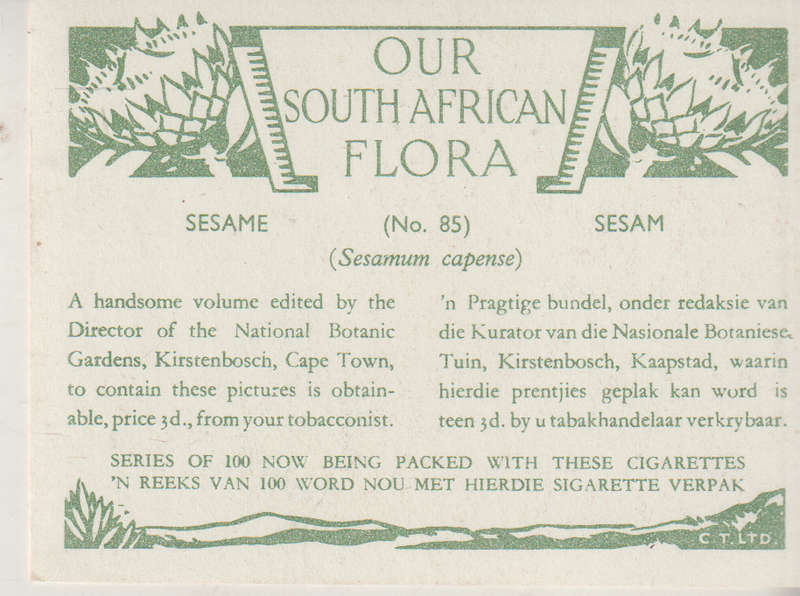 OUR
SOUTH AFRICAN
FLORA
SESAME (No. 85) SESAM
(Sesamum capense)
A handsome volume edited by the
Director of the National Botanic
Gardens, Kirstenbosch, Cape Town,
to contain these pictures is obtain-
able, price 3d., from your tobacconist.
'n Pragtige bundel, onder redaksie van
die Kurator van die Nasionale Botaniese
Tuin, Kirstenbosch, Kaapstad, waarin
hierdie prentjies geplak kan word is
teen 3d. by u tabakhandelaar verkrybaar.
SERIES OF 100 NOW BEING PACKED WITH THESE CIGARETTES
'N REEKS VAN 100 WORD NOU MET HIERDIE SIGARETTE VERPAK
C.T. LTD.